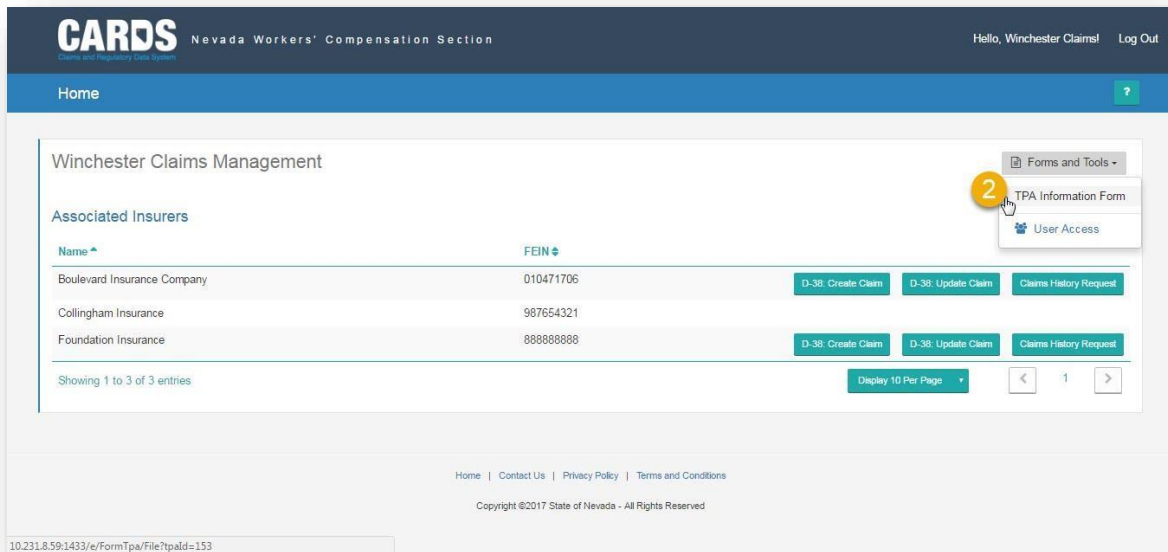 CARDS Nevada Workers' Compensation Section Hello, Winchester Claims! Log Out
Claims and Regulatory Data System
Home ?
Winchester Claims Management Forms and Tools
2 TPA Information Form
Associated Insurers
User Access
Name FEIN
Boulevard Insurance Company 010471706 D-38: Create Claim D-38: Update Claim Claims History Request
Collingham Insurance 987654321
Foundation Insurance 888888888 D-38: Create Claim D-38: Update Claim Claims History Request
Showing 1 to 3 of 3 entries Display 10 Per Page < 1 >
Home | Contact Us | Privacy Policy | Terms and Conditions
Copyright ©2017 State of Nevada - All Rights Reserved
10.231.8.59:1433/e/FormTpa/File?tpaId=153